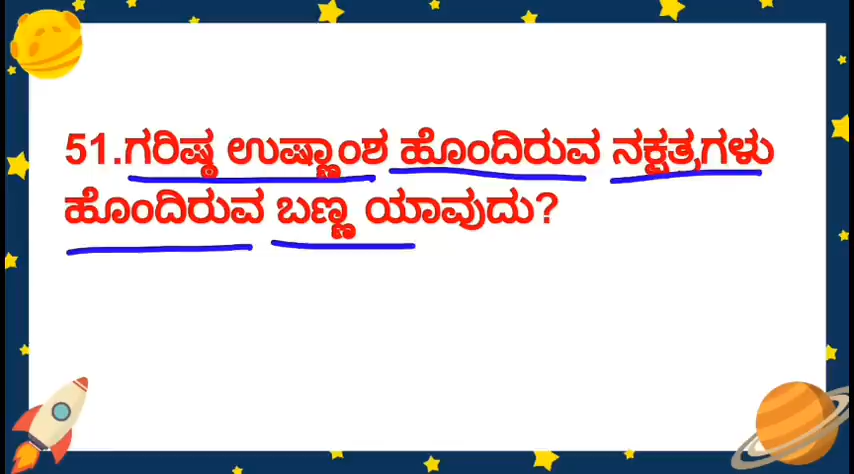 51.ಗರಿಷ್ಠ ಉಷ್ಣಾಂಶ ಹೊಂದಿರುವ ನಕ್ಷತ್ರಗಳು
ಹೊಂದಿರುವ ಬಣ್ಣ ಯಾವುದು?